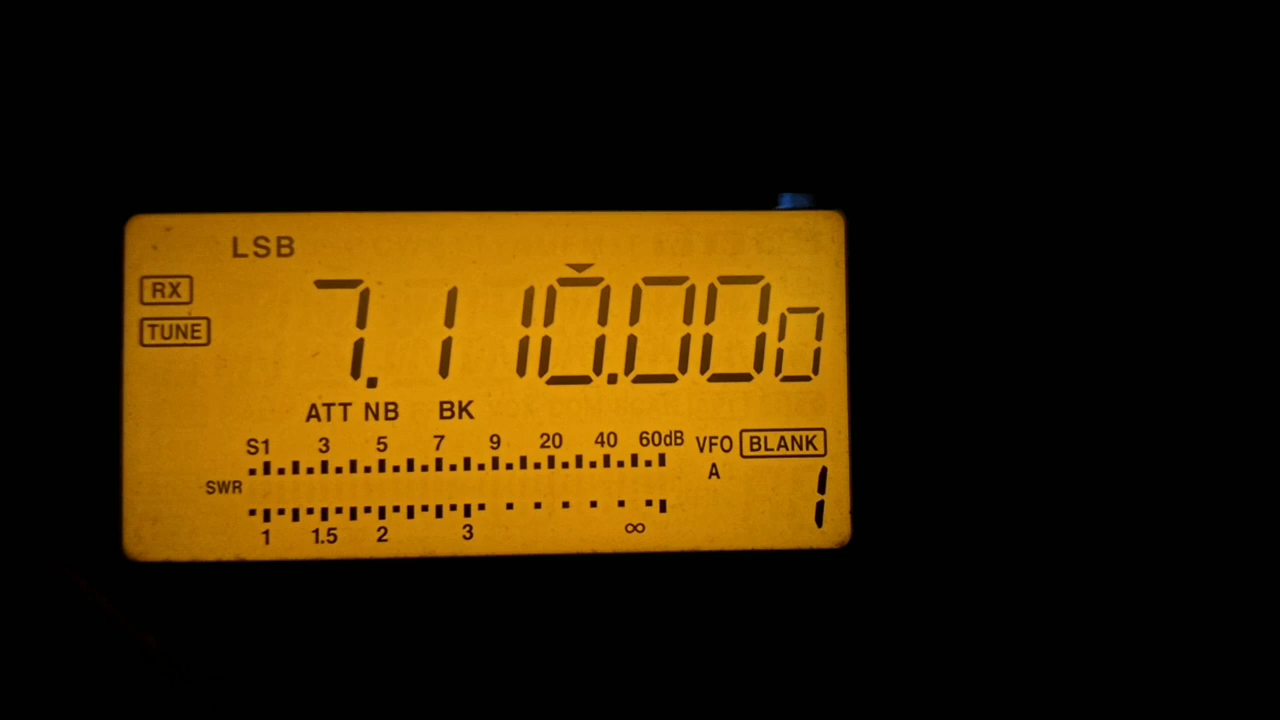 LSB
RX
TUNE
7.110.000
ATT NB BK
S1 3 5 7 9 20 40 60dB
VFO BLANK
A
SWR
1
1 1.5 2 3 ∞